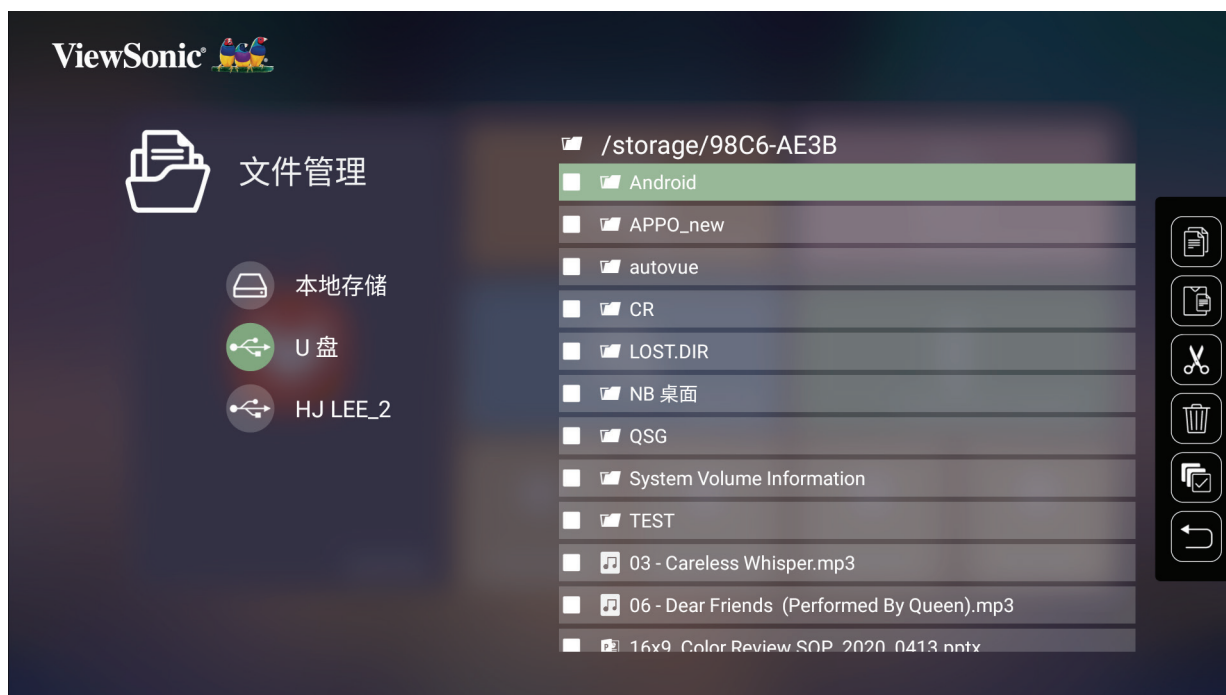 ViewSonic®
文件管理
本地存储
U 盘
HJ LEE_2
/storage/98C6-AE3B
Android
APPO_new
autovue
CR
LOST.DIR
NB 桌面
QSG
System Volume Information
TEST
03 - Careless Whisper.mp3
06 - Dear Friends  (Performed By Queen).mp3
16x9_Color Review SOP_2020_0413.pptx